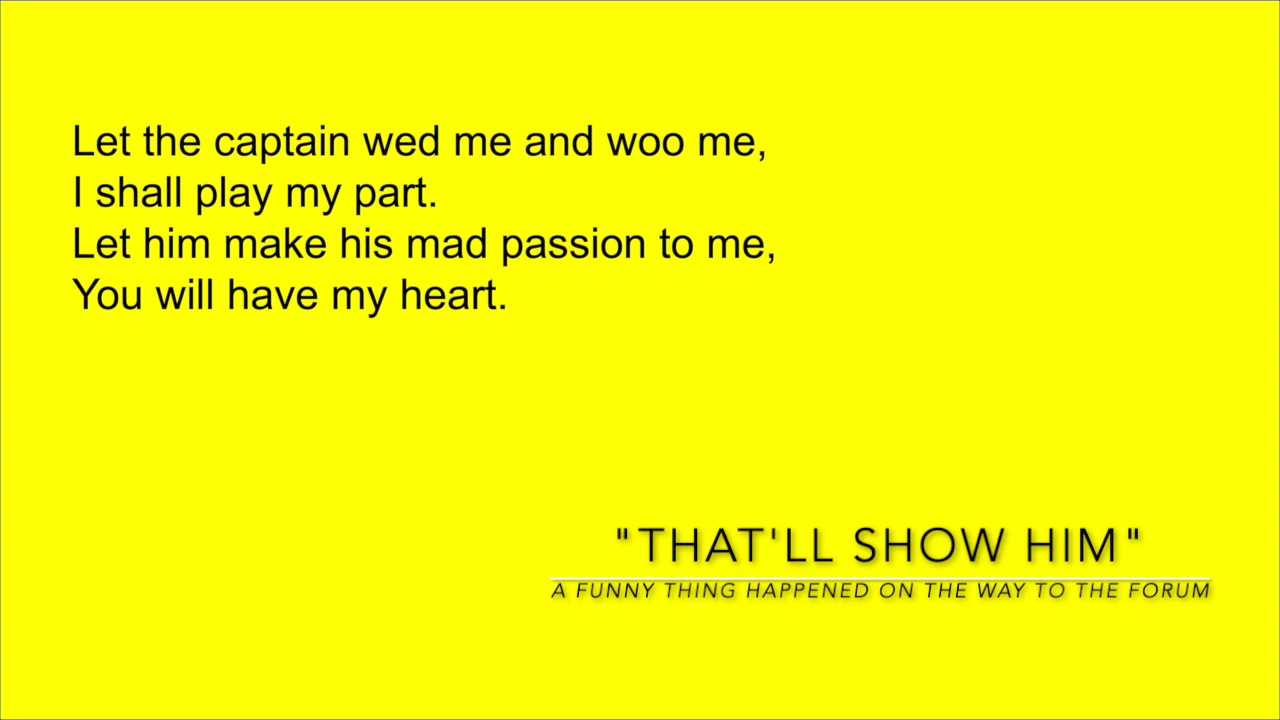 Let the captain wed me and woo me,
I shall play my part.
Let him make his mad passion to me,
You will have my heart.
"THAT'LL SHOW HIM"
A FUNNY THING HAPPENED ON THE WAY TO THE FORUM